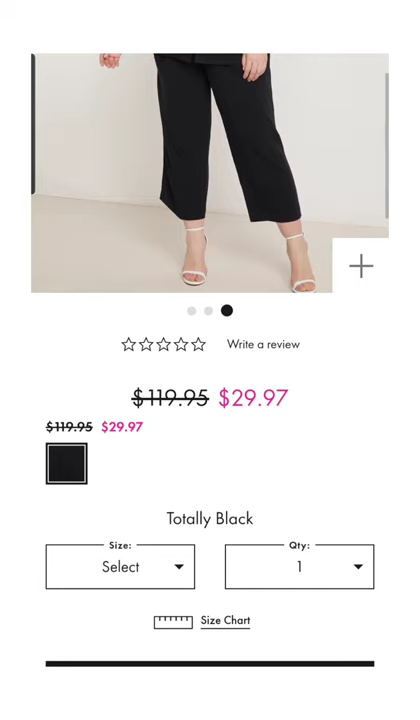 Write a review
$119.95 $29.97
$119.95 $29.97
Totally Black
Size: Qty:
Select 1
Size Chart